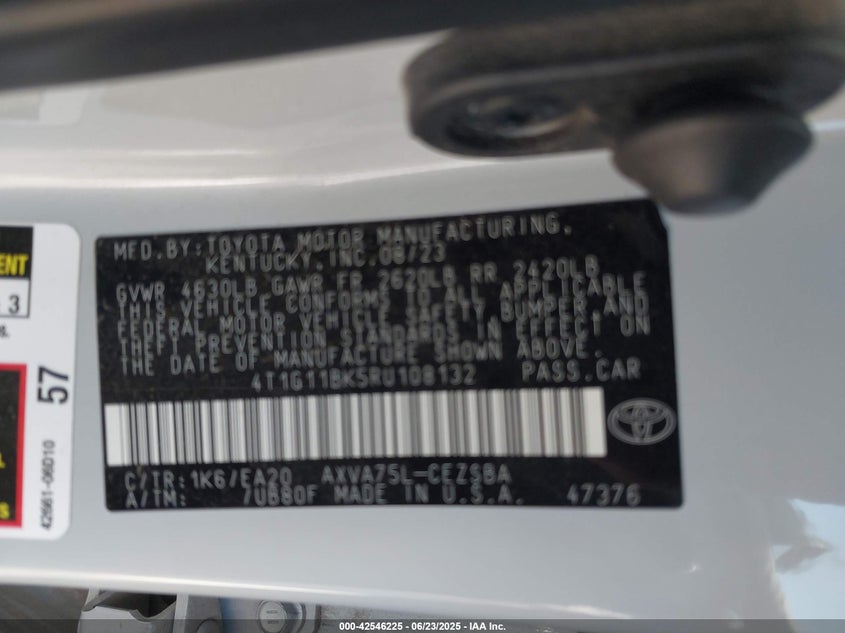 MFD.BY:TOYOTA MOTOR MANUFACTURING,
KENTUCKY, INC. 08/23
GVWR 4630LB GAWR FR 2620LB RR 2420LB
THIS VEHICLE CONFORMS TO ALL APPLICABLE
FEDERAL MOTOR VEHICLE SAFETY, BUMPER, AND
THEFT PREVENTION STANDARDS IN EFFECT ON
THE DATE OF MANUFACTURE SHOWN ABOVE.
4T1G11BK5RU108132 PASS.CAR
C/TR: 1K6/EA20 AXVA75L-CEZSBA
A/TM: 7U680F MADE IN U.S.A. 47376
ENT
3
57
42661-06D10
L
S
000-42546225 - 06/23/2025 - IAA Inc.